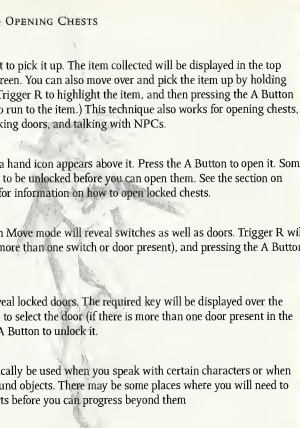 OPENING CHESTS
t to pick it up. The item collected will be displayed in the top
reen. You can also move over and pick the item up by holding
Trigger R to highlight the item, and then pressing the A Button
o run to the item.) This technique also works for opening chests,
king doors, and talking with NPCs.
a hand icon appears above it. Press the A Button to open it. Som
to be unlocked before you can open them. See the section on
for information on how to open locked chests.
n Move mode will reveal switches as well as doors. Trigger R wil
more than one switch or door present), and pressing the A Button
veal locked doors. The required key will be displayed over the
to select the door (if there is more than one door present in the
A Button to unlock it.
ically be used when you speak with certain characters or when
und objects. There may be some places where you will need to
ts before you can progress beyond them